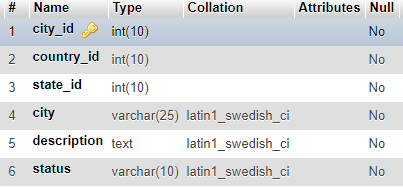 # Name Type Collation Attributes Null
1 city_id int(10) No
2 country_id int(10) No
3 state_id int(10) No
4 city varchar(25) latin1_swedish_ci No
5 description text latin1_swedish_ci No
6 status varchar(10) latin1_swedish_ci No